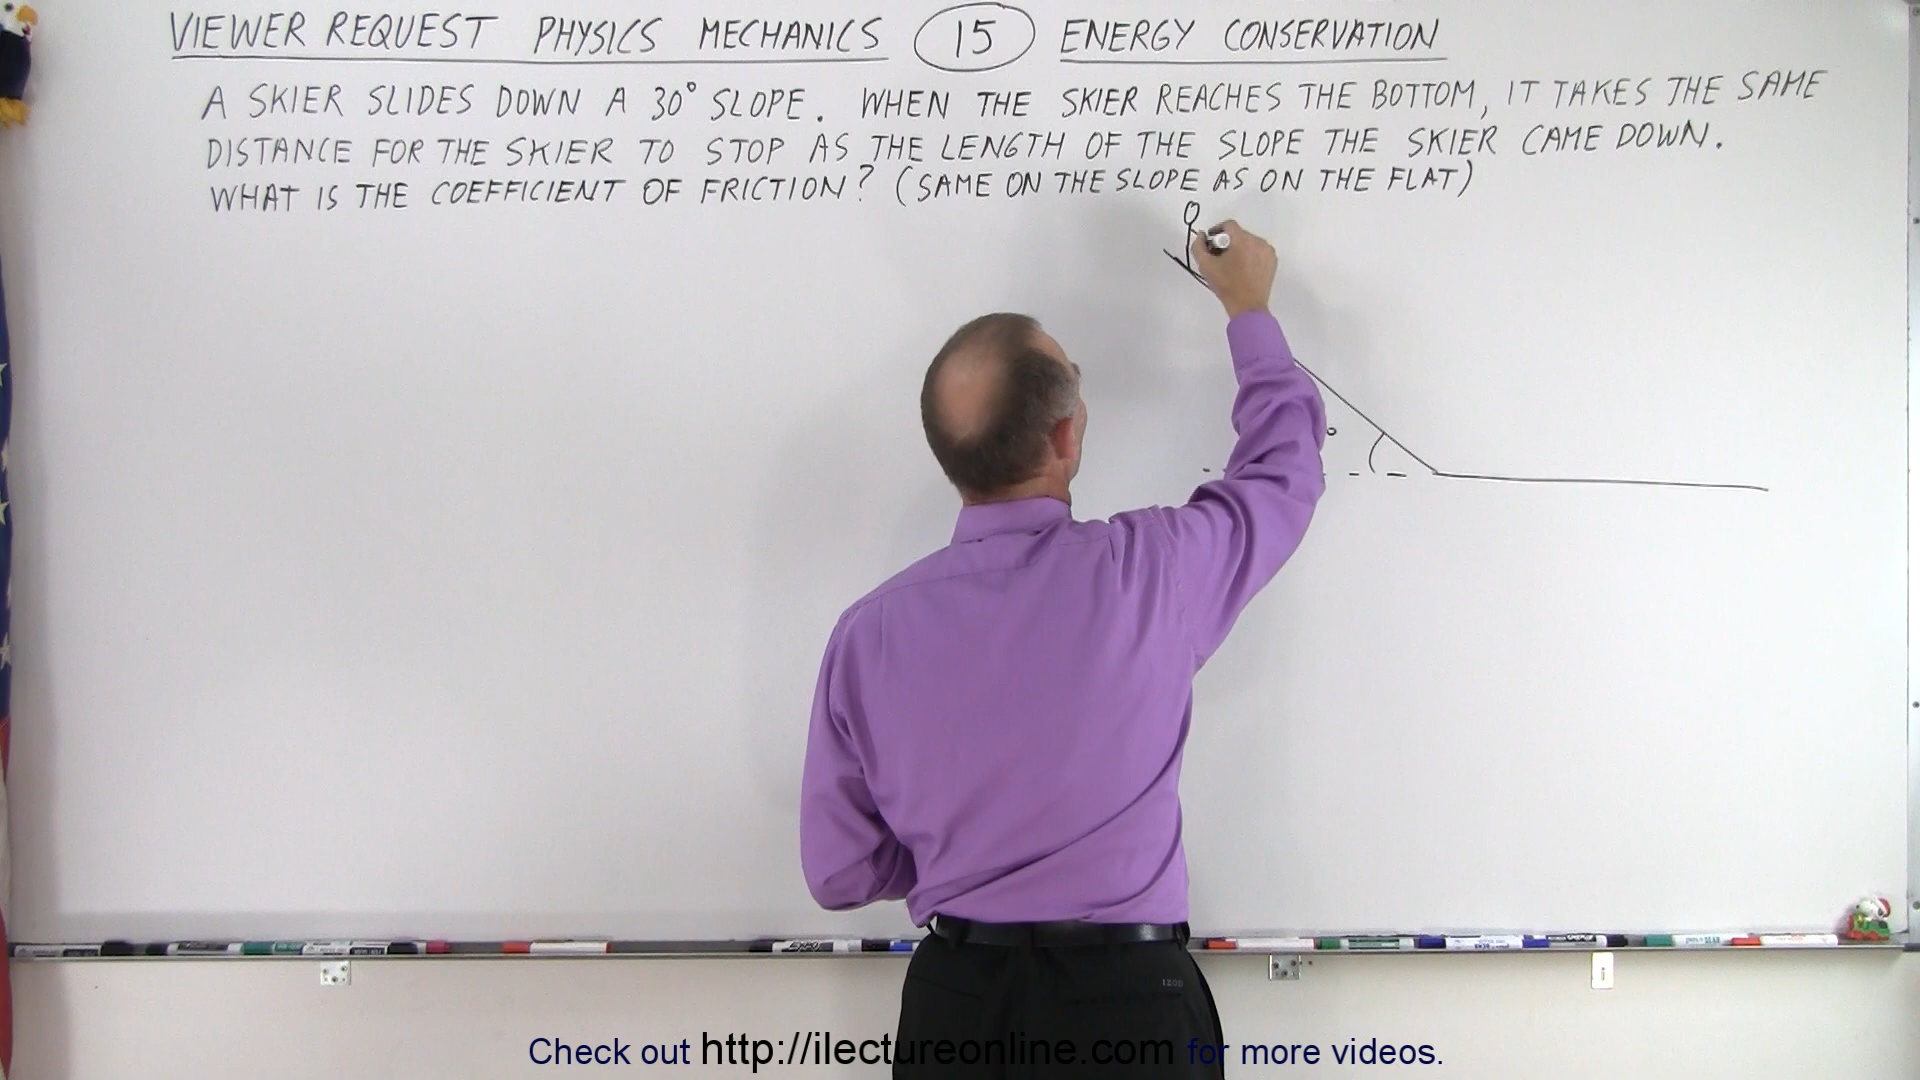 VIEWER REQUEST PHYSICS MECHANICS 15 ENERGY CONSERVATION
A SKIER SLIDES DOWN A 30° SLOPE. WHEN THE SKIER REACHES THE BOTTOM, IT TAKES THE SAME
DISTANCE FOR THE SKIER TO STOP AS THE LENGTH OF THE SLOPE THE SKIER CAME DOWN.
WHAT IS THE COEFFICIENT OF FRICTION? (SAME ON THE SLOPE AS ON THE FLAT)
IZOD
Check out http://ilectureonline.com for more videos.